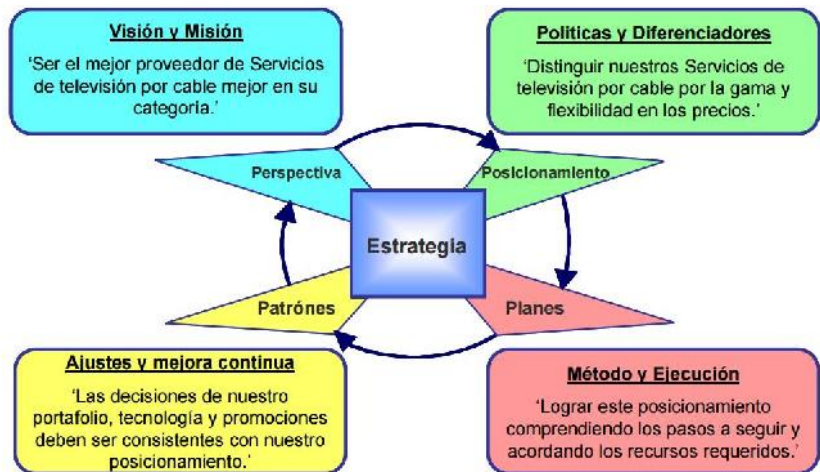 Visión y Misión
‘Ser el mejor proveedor de Servicios
de televisión por cable mejor en su
categoría.’
Politicas y Diferenciadores
‘Distinguir nuestros Servicios de
televisión por cable por la gama y
flexibilidad en los precios.’
Perspectiva
Posicionamiento
Estrategia
Patrónes
Planes
Ajustes y mejora continua
‘Las decisiones de nuestro
portafolio, tecnología y promociones
deben ser consistentes con nuestro
posicionamiento.’
Método y Ejecución
‘Lograr este posicionamiento
comprendiendo los pasos a seguir y
acordando los recursos requeridos.’